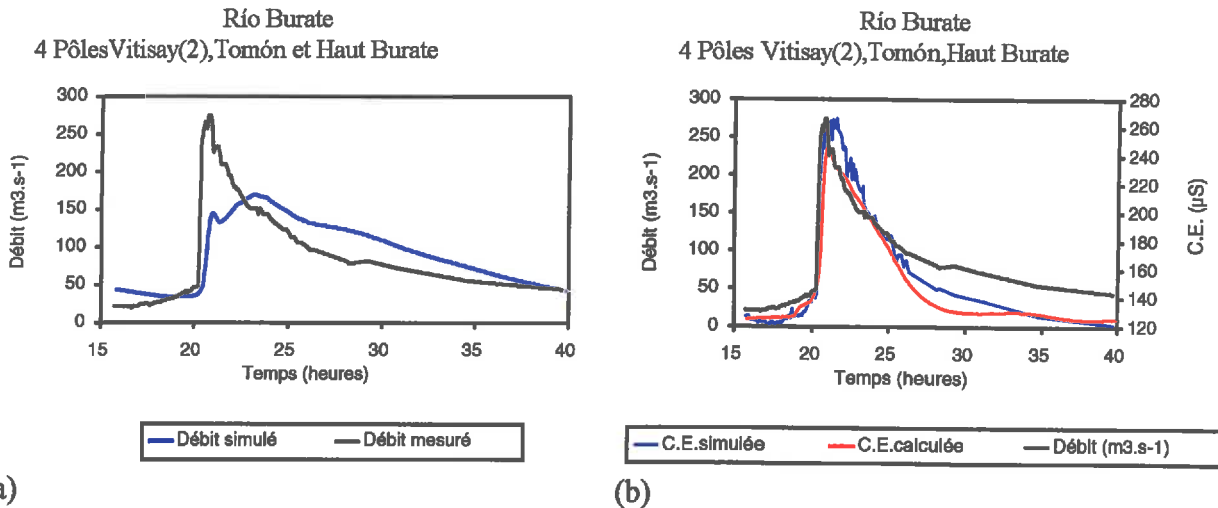 Río Burate
4 PôlesVitisay(2),Tomón et Haut Burate
300
250
200
150
100
50
0
Débit (m3.s-1)
15 20 25 30 35 40
Temps (heures)
Débit simulé Débit mesuré
a)
Río Burate
4 Pôles Vitisay(2),Tomón,Haut Burate
300
250
200
150
100
50
0
Débit (m3.s-1)
280
260
240
220
200
180
160
140
120
C.E. (µS)
15 20 25 30 35 40
Temps (heures)
C.E.simulée C.E.calculée Débit (m3.s-1)
(b)